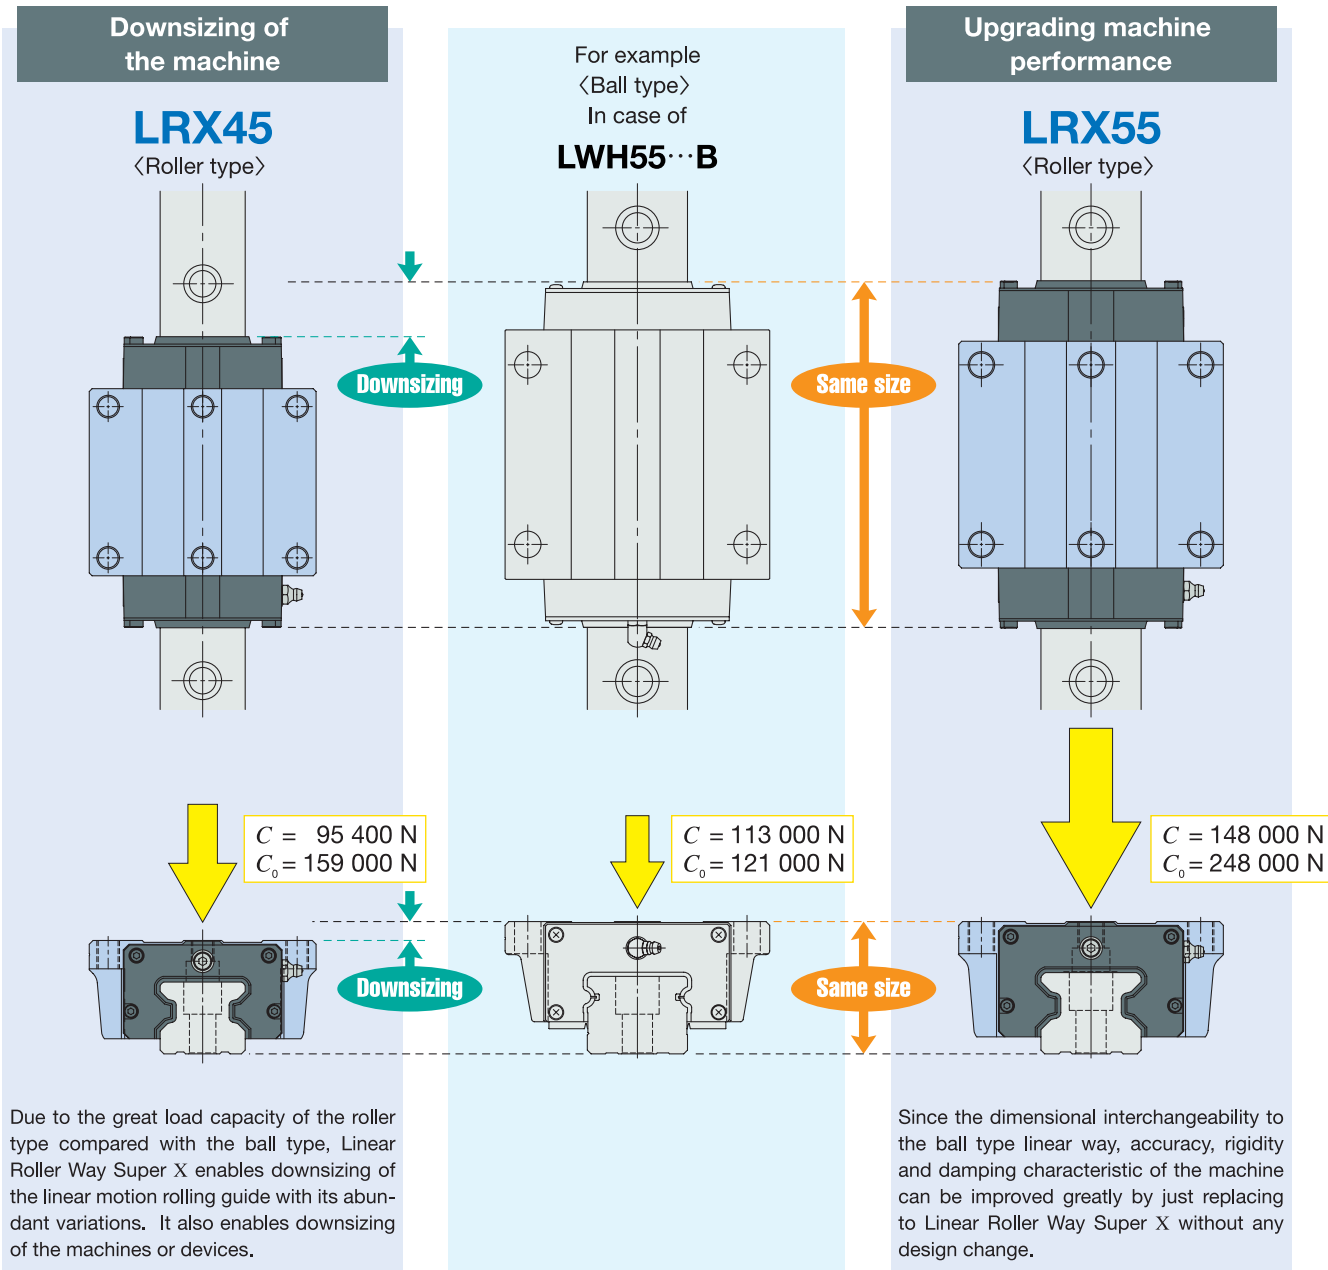 Downsizing of
the machine
LRX45
〈Roller type〉
For example
〈Ball type〉
In case of
LWH55···B
Upgrading machine
performance
LRX55
〈Roller type〉
Downsizing
Same size
C = 95 400 N
C₀ = 159 000 N
C = 113 000 N
C₀ = 121 000 N
C = 148 000 N
C₀ = 248 000 N
Downsizing
Same size
Due to the great load capacity of the roller
type compared with the ball type, Linear
Roller Way Super X enables downsizing of
the linear motion rolling guide with its abun-
dant variations. It also enables downsizing
of the machines or devices.
Since the dimensional interchangeability to
the ball type linear way, accuracy, rigidity
and damping characteristic of the machine
can be improved greatly by just replacing
to Linear Roller Way Super X without any
design change.